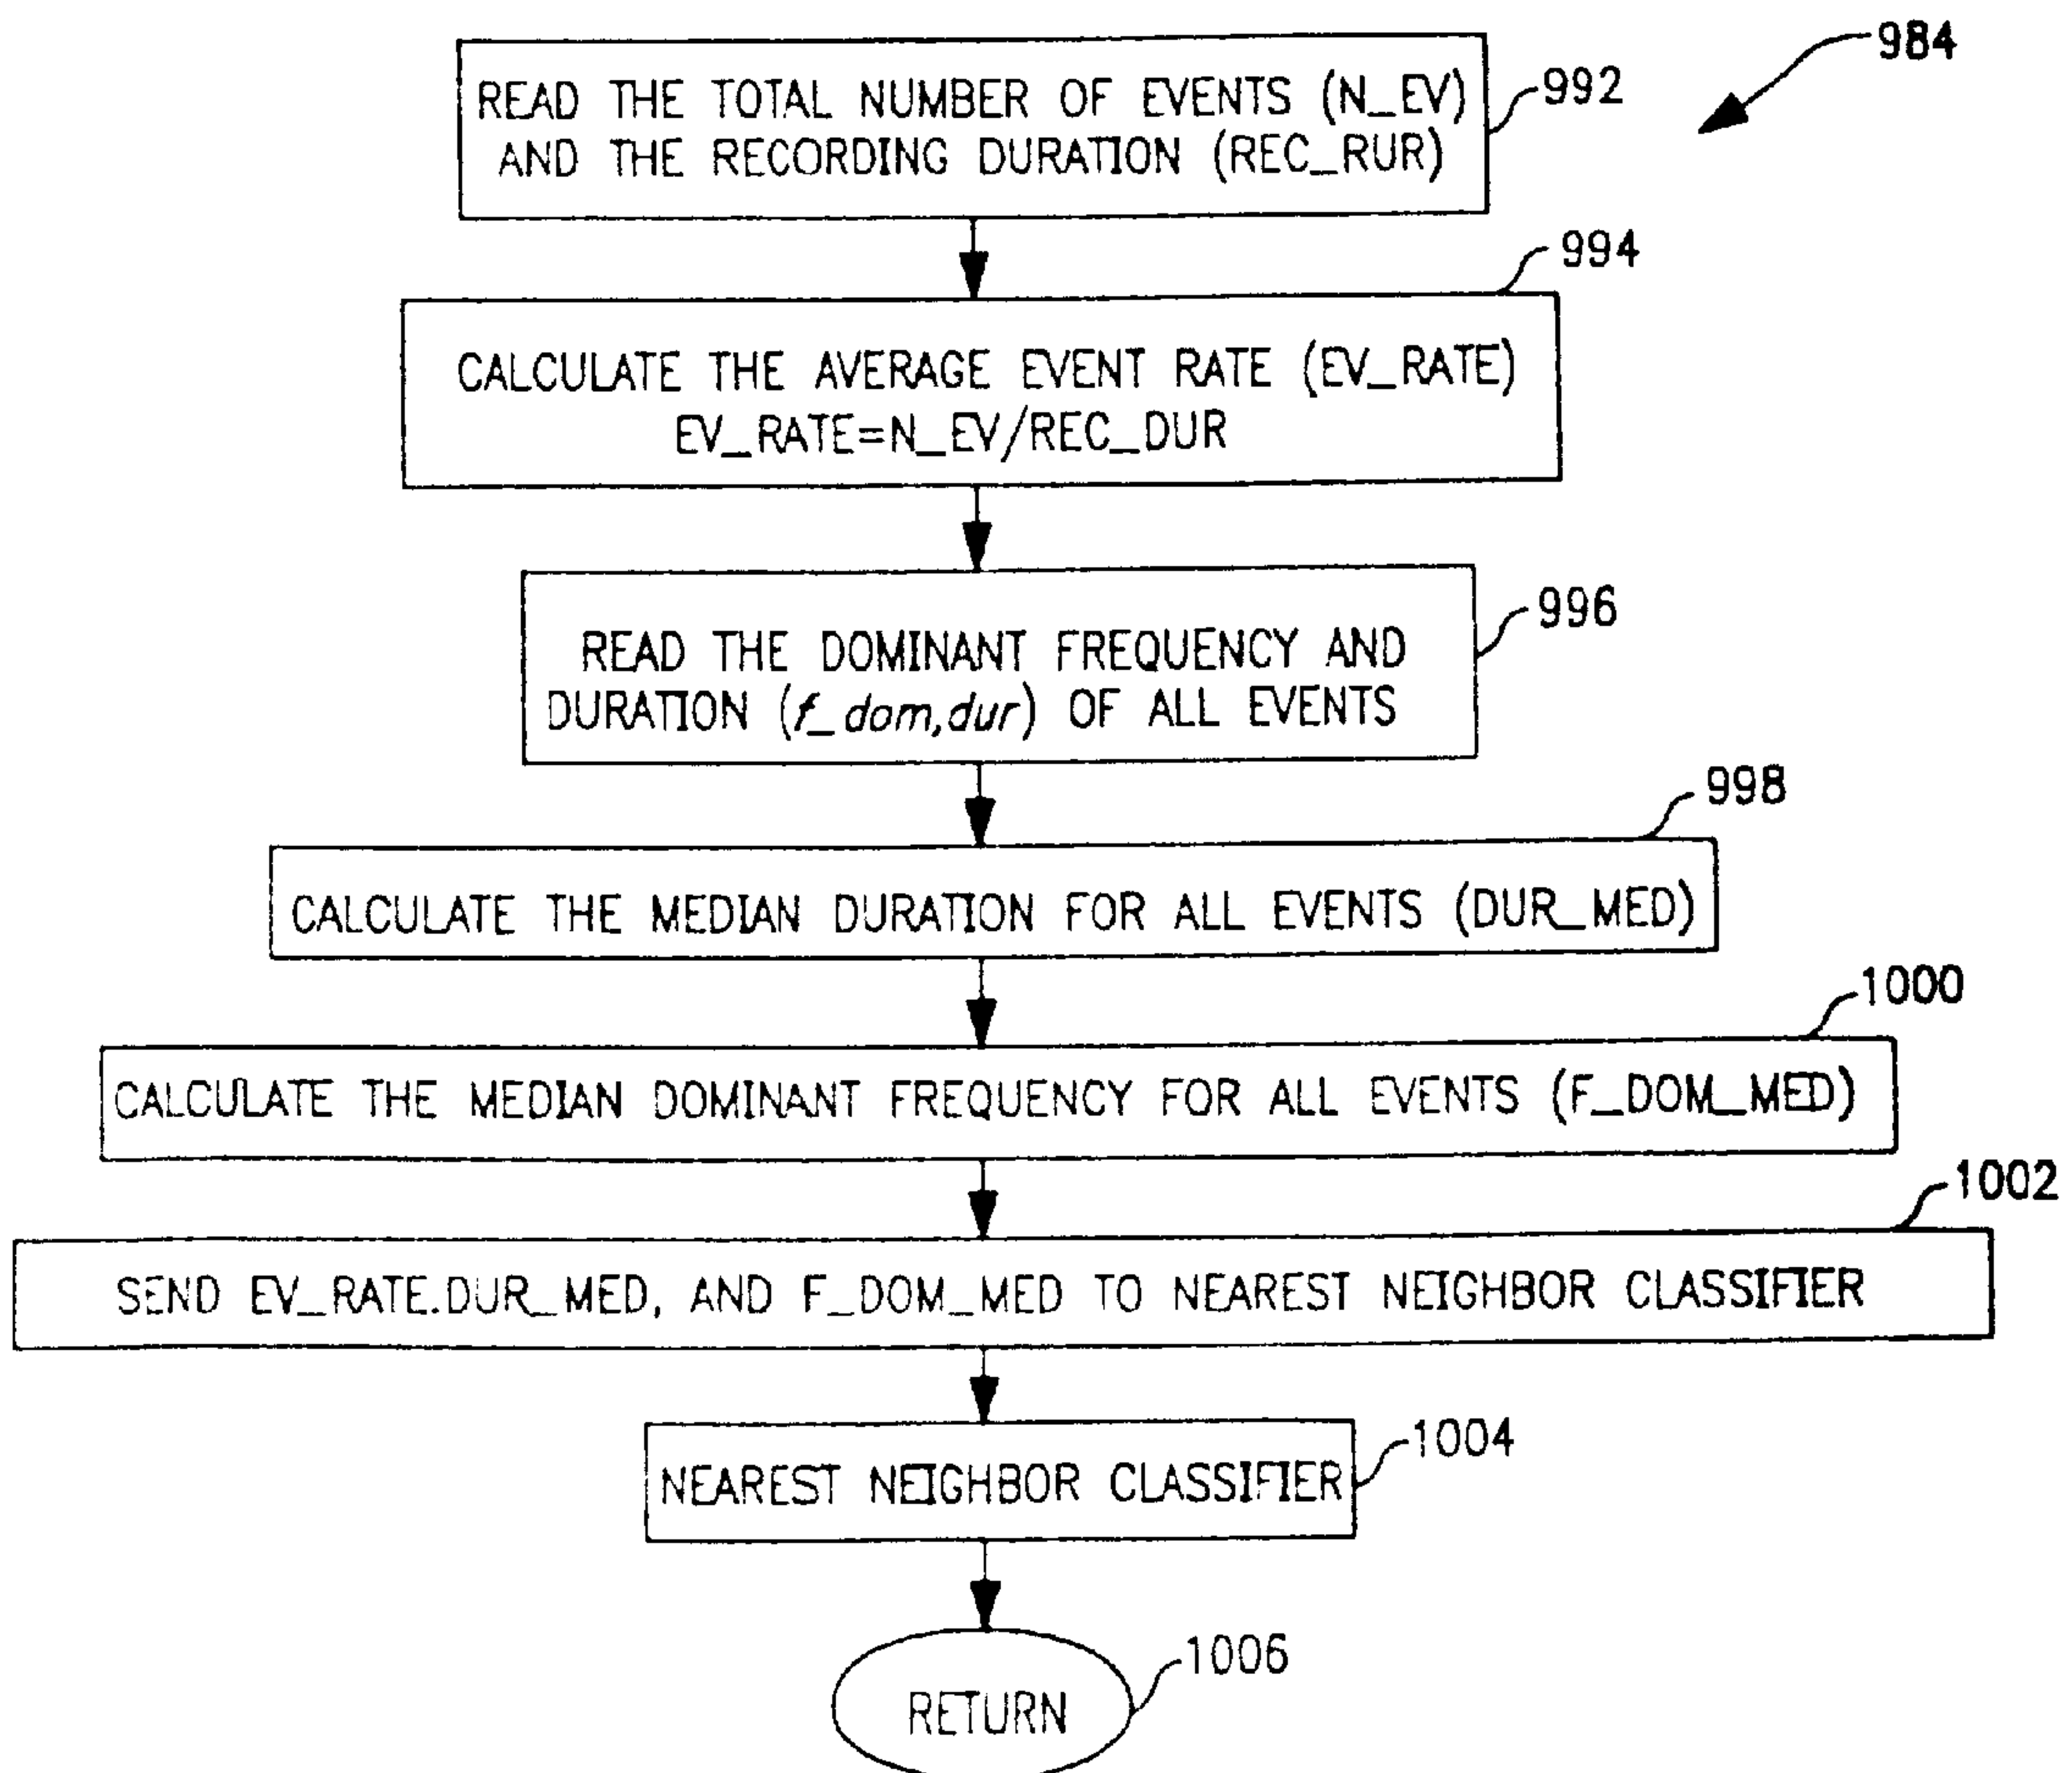 984
READ THE TOTAL NUMBER OF EVENTS (N_EV)
AND THE RECORDING DURATION (REC_RUR)
992
994
CALCULATE THE AVERAGE EVENT RATE (EV_RATE)
EV_RATE=N_EV/REC_DUR
996
READ THE DOMINANT FREQUENCY AND
DURATION (f_dom,dur) OF ALL EVENTS
998
CALCULATE THE MEDIAN DURATION FOR ALL EVENTS (DUR_MED)
1000
CALCULATE THE MEDIAN DOMINANT FREQUENCY FOR ALL EVENTS (F_DOM_MED)
1002
SEND EV_RATE.DUR_MED, AND F_DOM_MED TO NEAREST NEIGHBOR CLASSIFIER
1004
NEAREST NEIGHBOR CLASSIFIER
1006
RETURN